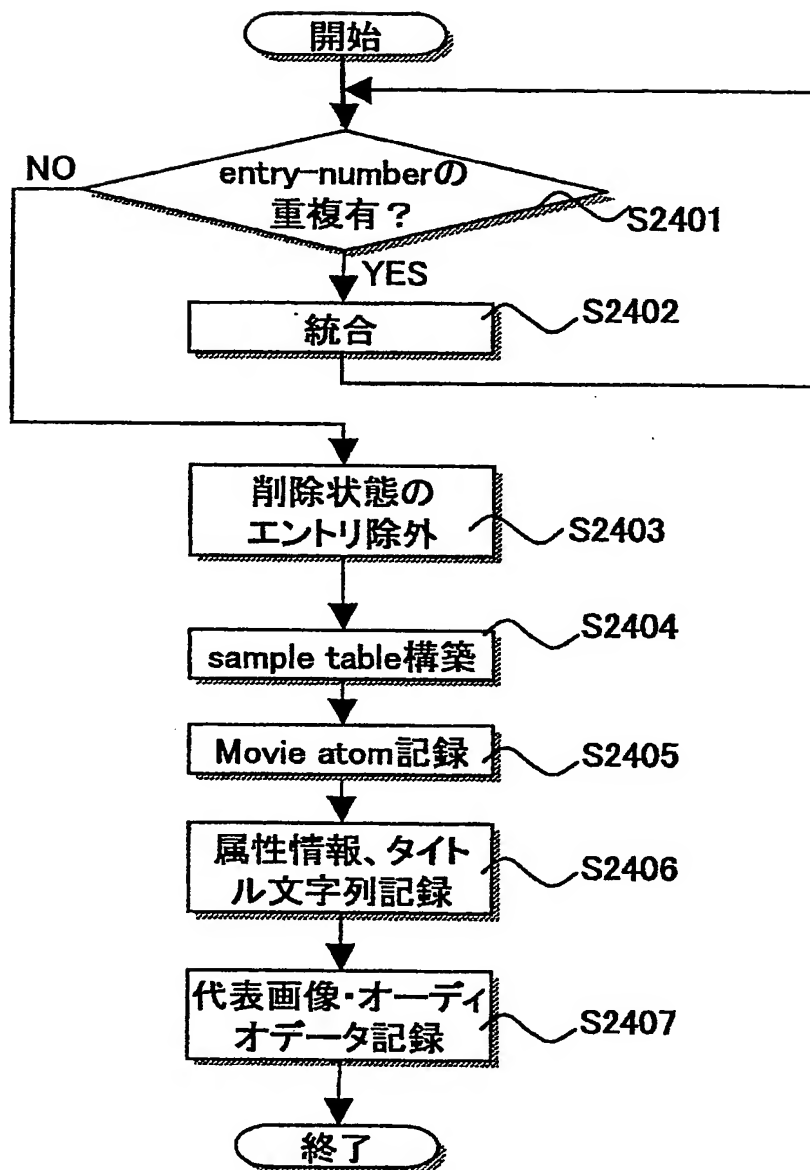 開始
NO
entry-numberの
重複有？
S2401
YES
統合
S2402
削除状態の
エントリ除外
S2403
S2404
sample table構築
Movie atom記録
S2405
属性情報、タイト
ル文字列記録
S2406
代表画像・オーディ
オデータ記録
S2407
終了